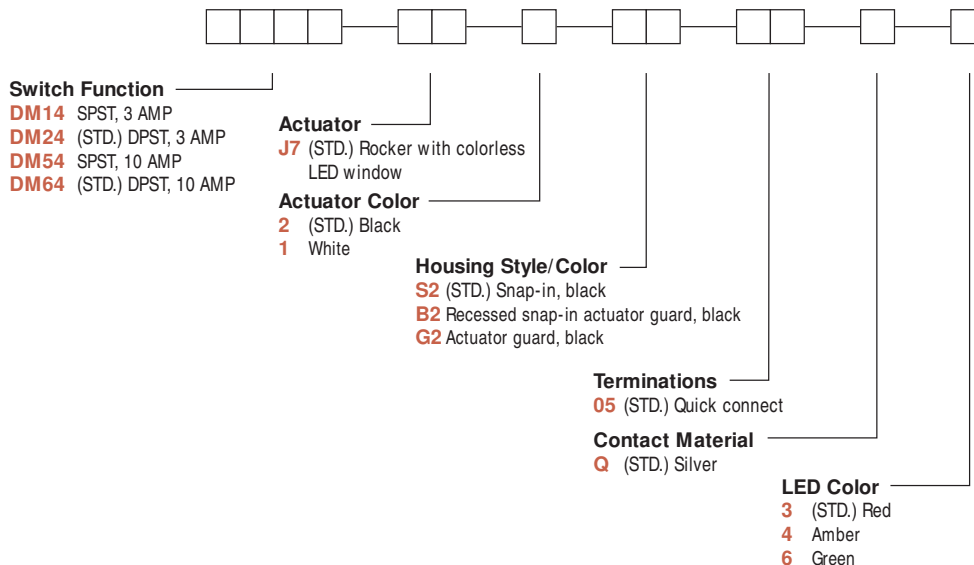 Switch Function
DM14 SPST, 3 AMP
DM24 (STD.) DPST, 3 AMP
DM54 SPST, 10 AMP
DM64 (STD.) DPST, 10 AMP
Actuator
J7 (STD.) Rocker with colorless
LED window
Actuator Color
2 (STD.) Black
1 White
Housing Style/Color
S2 (STD.) Snap-in, black
B2 Recessed snap-in actuator guard, black
G2 Actuator guard, black
Terminations
05 (STD.) Quick connect
Contact Material
Q (STD.) Silver
LED Color
3 (STD.) Red
4 Amber
6 Green